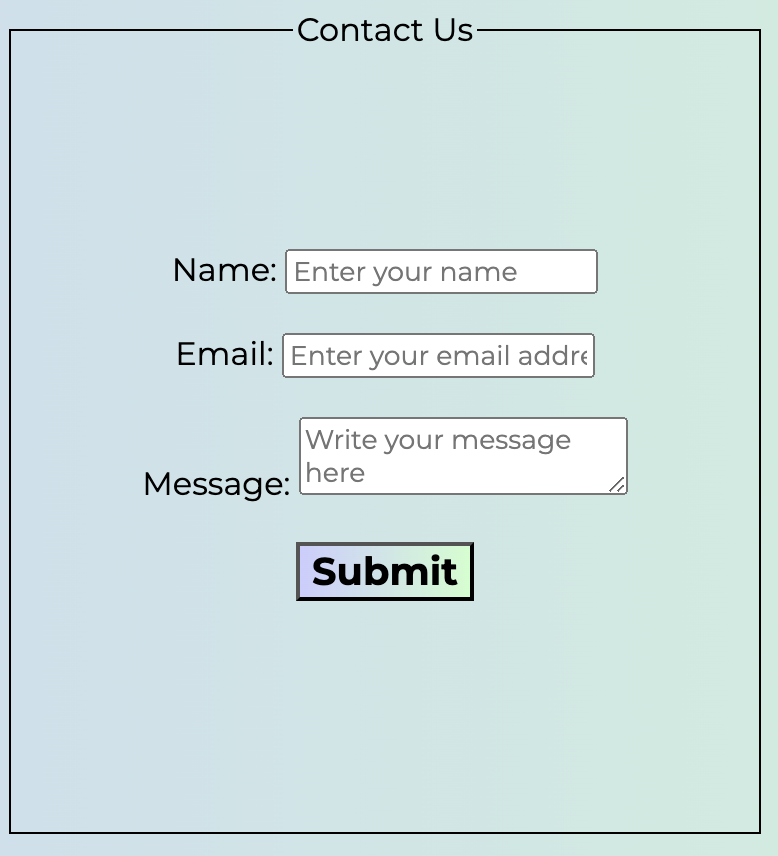 Contact Us
Name: Enter your name
Email: Enter your email addre
Write your message
here
Message:
Submit